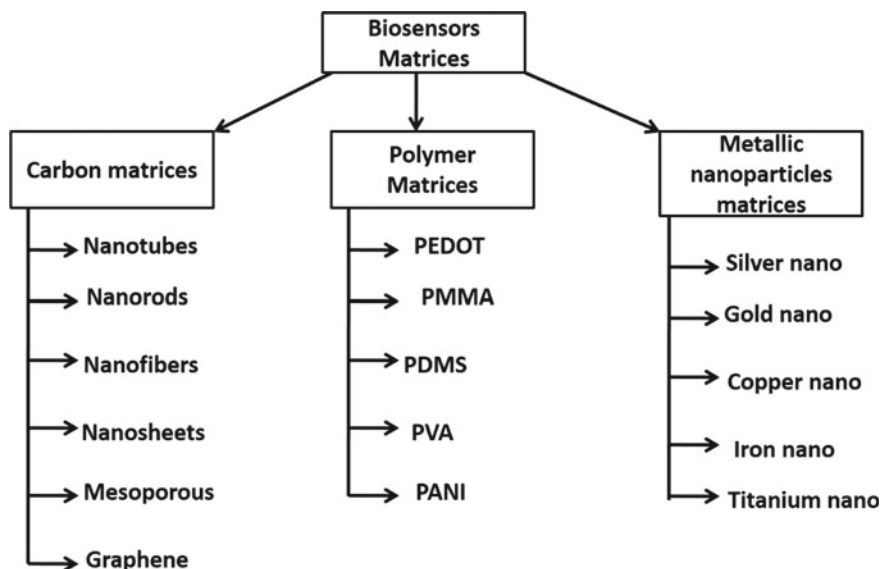 Biosensors
Matrices
Carbon matrices
Polymer
Matrices
Metallic
nanoparticles
matrices
Nanotubes
Nanorods
Nanofibers
Nanosheets
Mesoporous
Graphene
PEDOT
PMMA
PDMS
PVA
PANI
Silver nano
Gold nano
Copper nano
Iron nano
Titanium nano